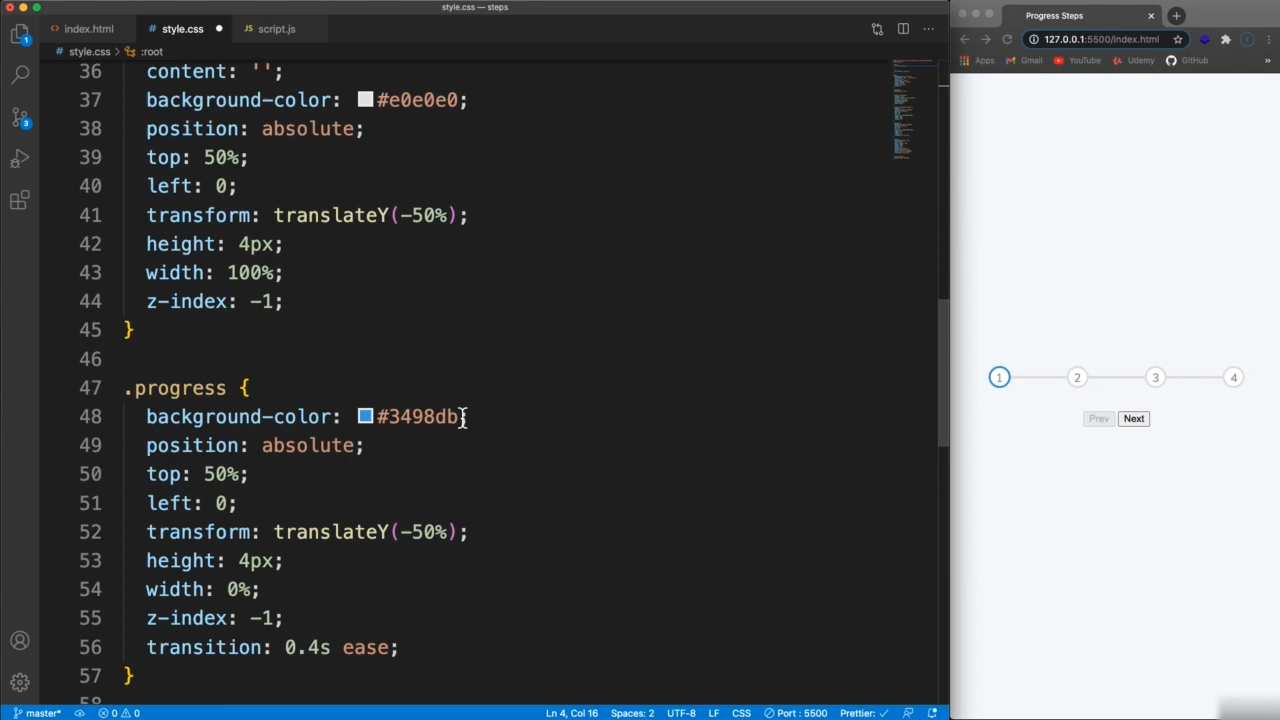 style.css — steps
index.html
# style.css
JS script.js
# style.css > :root
36 content: '';
37 background-color: #e0e0e0;
38 position: absolute;
39 top: 50%;
40 left: 0;
41 transform: translateY(-50%);
42 height: 4px;
43 width: 100%;
44 z-index: -1;
45 }
46
47 .progress {
48 background-color: #3498db;
49 position: absolute;
50 top: 50%;
51 left: 0;
52 transform: translateY(-50%);
53 height: 4px;
54 width: 0%;
55 z-index: -1;
56 transition: 0.4s ease;
57 }
1
3
master*
0 0
Ln 4, Col 16
Spaces: 2
UTF-8
LF
CSS
Port : 5500
Prettier: ✓
Progress Steps
127.0.0.1:5500/index.html
Apps
Gmail
YouTube
Udemy
GitHub
»
1 2 3 4
Prev Next